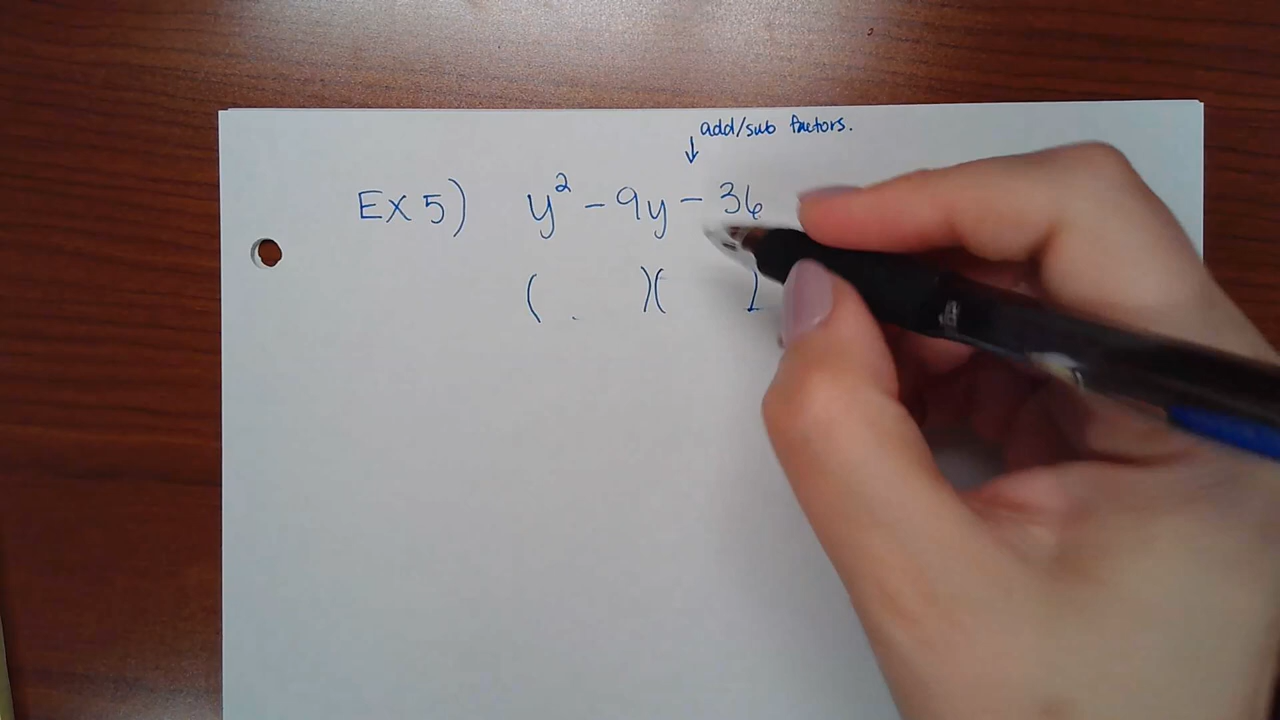 ↓ add/sub factors.
EX 5) y² - 9y - 36
( . )( )